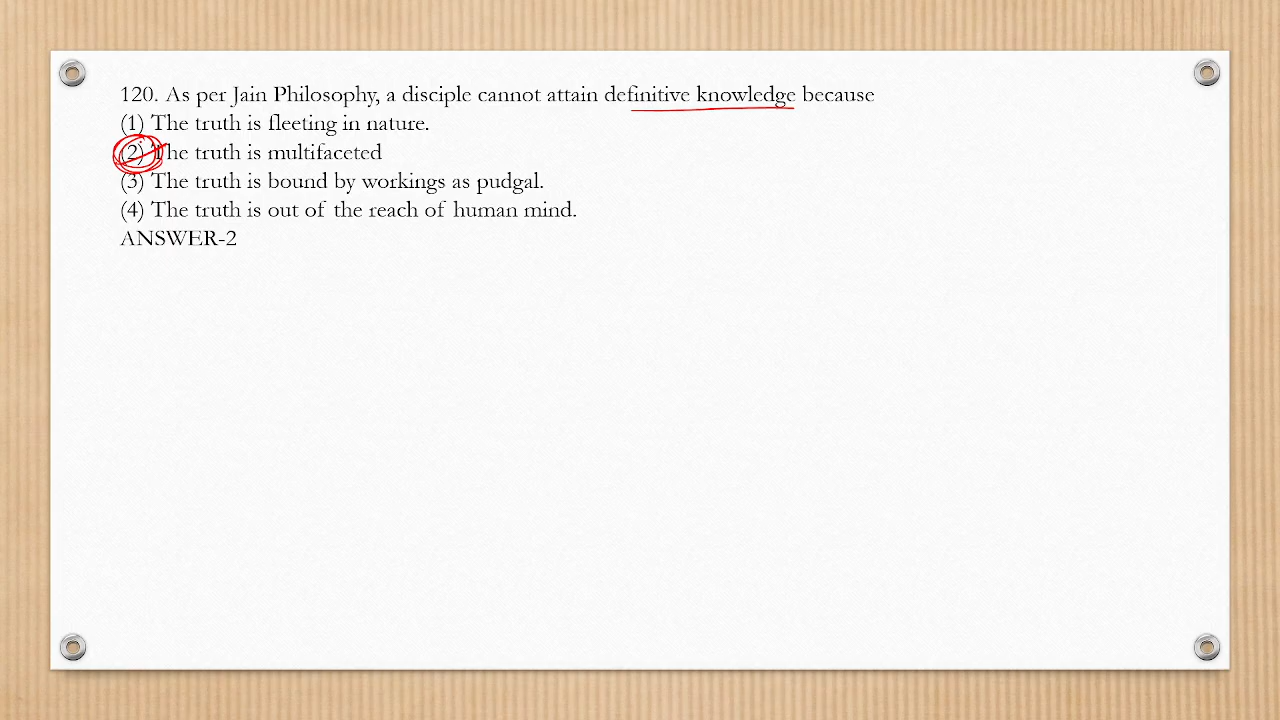 120. As per Jain Philosophy, a disciple cannot attain definitive knowledge because
(1) The truth is fleeting in nature.
(2) The truth is multifaceted
(3) The truth is bound by workings as pudgal.
(4) The truth is out of the reach of human mind.
ANSWER-2